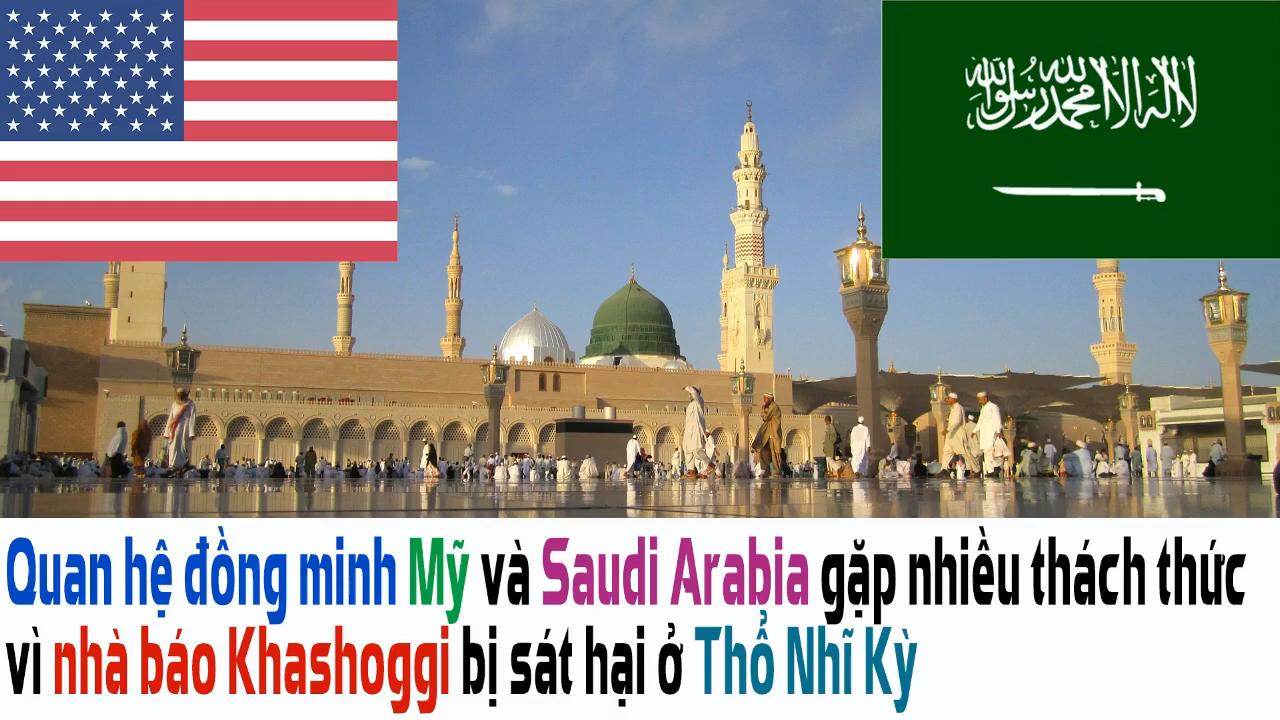 لا إله إلا الله محمد رسول الله
Quan hệ đồng minh Mỹ và Saudi Arabia gặp nhiều thách thức
vì nhà báo Khashoggi bị sát hại ở Thổ Nhĩ Kỳ